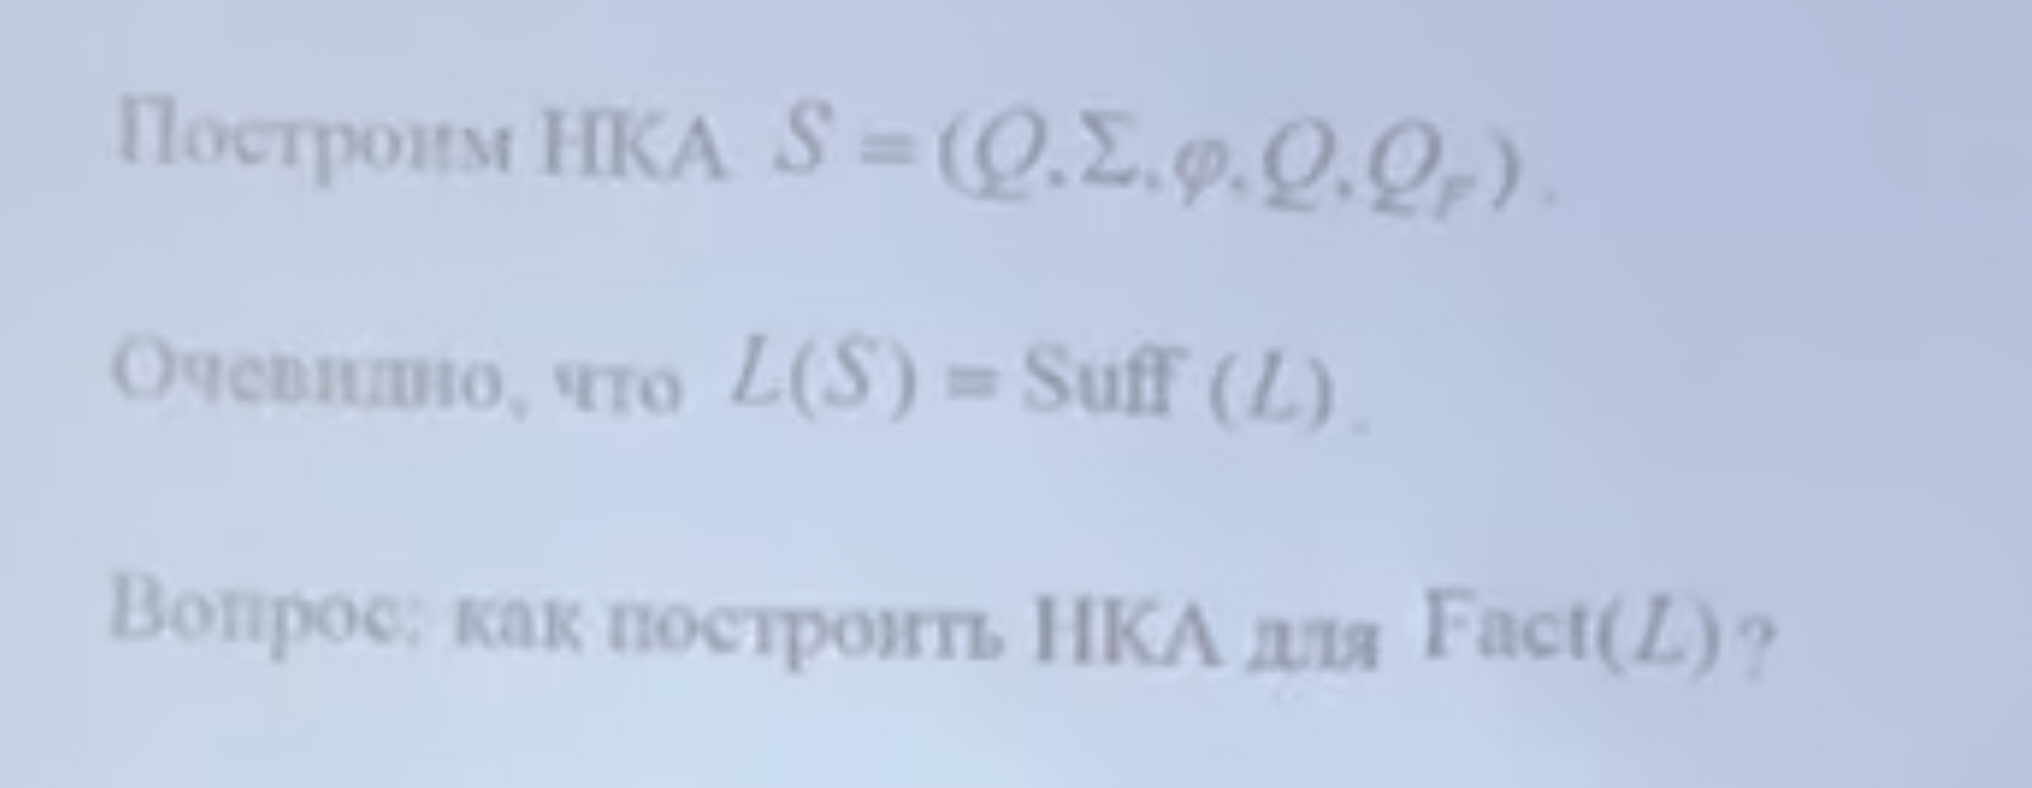 Построим НКА S = (Q, Σ, φ, Q, Q_F).
Очевидно, что L(S) = Suff (L).
Вопрос: как построить НКА для Fact(L)?